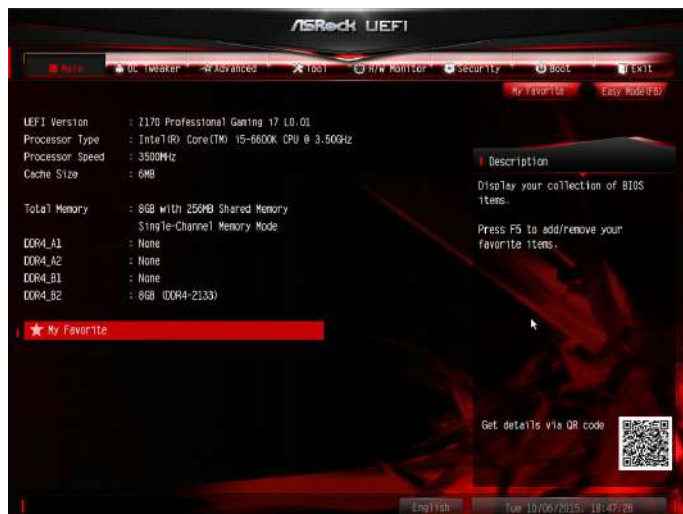 ASRock UEFI
Main
OC Tweaker
Advanced
Tool
H/W Monitor
Security
Boot
Exit
My Favorite
Easy Mode(F6)
UEFI Version : Z170 Professional Gaming i7 L0.01
Processor Type : Intel(R) Core(TM) i5-6600K CPU @ 3.50GHz
Processor Speed : 3500MHz
Cache Size : 6MB
Total Memory : 8GB with 256MB Shared Memory
Single-Channel Memory Mode
DDR4_A1 : None
DDR4_A2 : None
DDR4_B1 : None
DDR4_B2 : 8GB (DDR4-2133)
My Favorite
Description
Display your collection of BIOS
items.
Press F5 to add/remove your
favorite items.
Get details via QR code
English
Tue 10/06/2015. 18:47:26